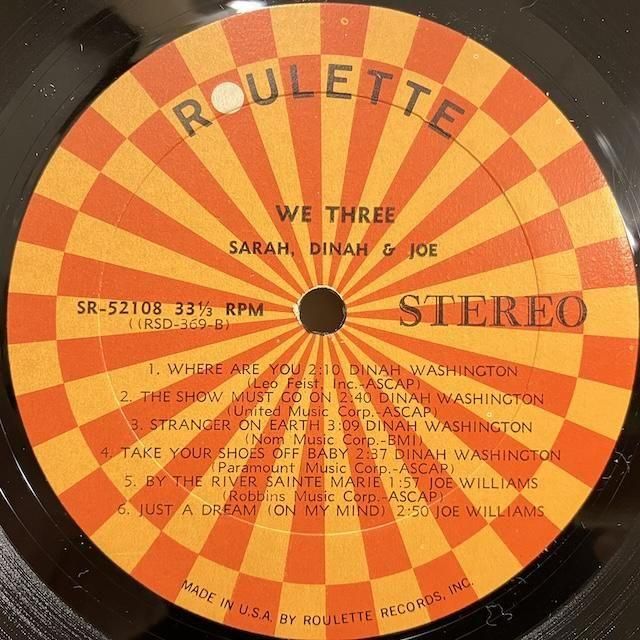 ROULETTE
WE THREE
SARAH, DINAH & JOE
SR-52108 33⅓ RPM
((RSD-369-B)
STEREO
1. WHERE ARE YOU 2:10 DINAH WASHINGTON
(Leo Feist, Inc.-ASCAP)
2. THE SHOW MUST GO ON 2:40 DINAH WASHINGTON
(United Music Corp.-ASCAP)
3. STRANGER ON EARTH 3:09 DINAH WASHINGTON
(Nom Music Corp.-BMI)
4. TAKE YOUR SHOES OFF BABY 2:37 DINAH WASHINGTON
(Paramount Music Corp.-ASCAP)
5. BY THE RIVER SAINTE MARIE 1:57 JOE WILLIAMS
(Robbins Music Corp.-ASCAP)
6. JUST A DREAM (ON MY MIND) 2:50 JOE WILLIAMS
MADE IN U.S.A. BY ROULETTE RECORDS, INC.